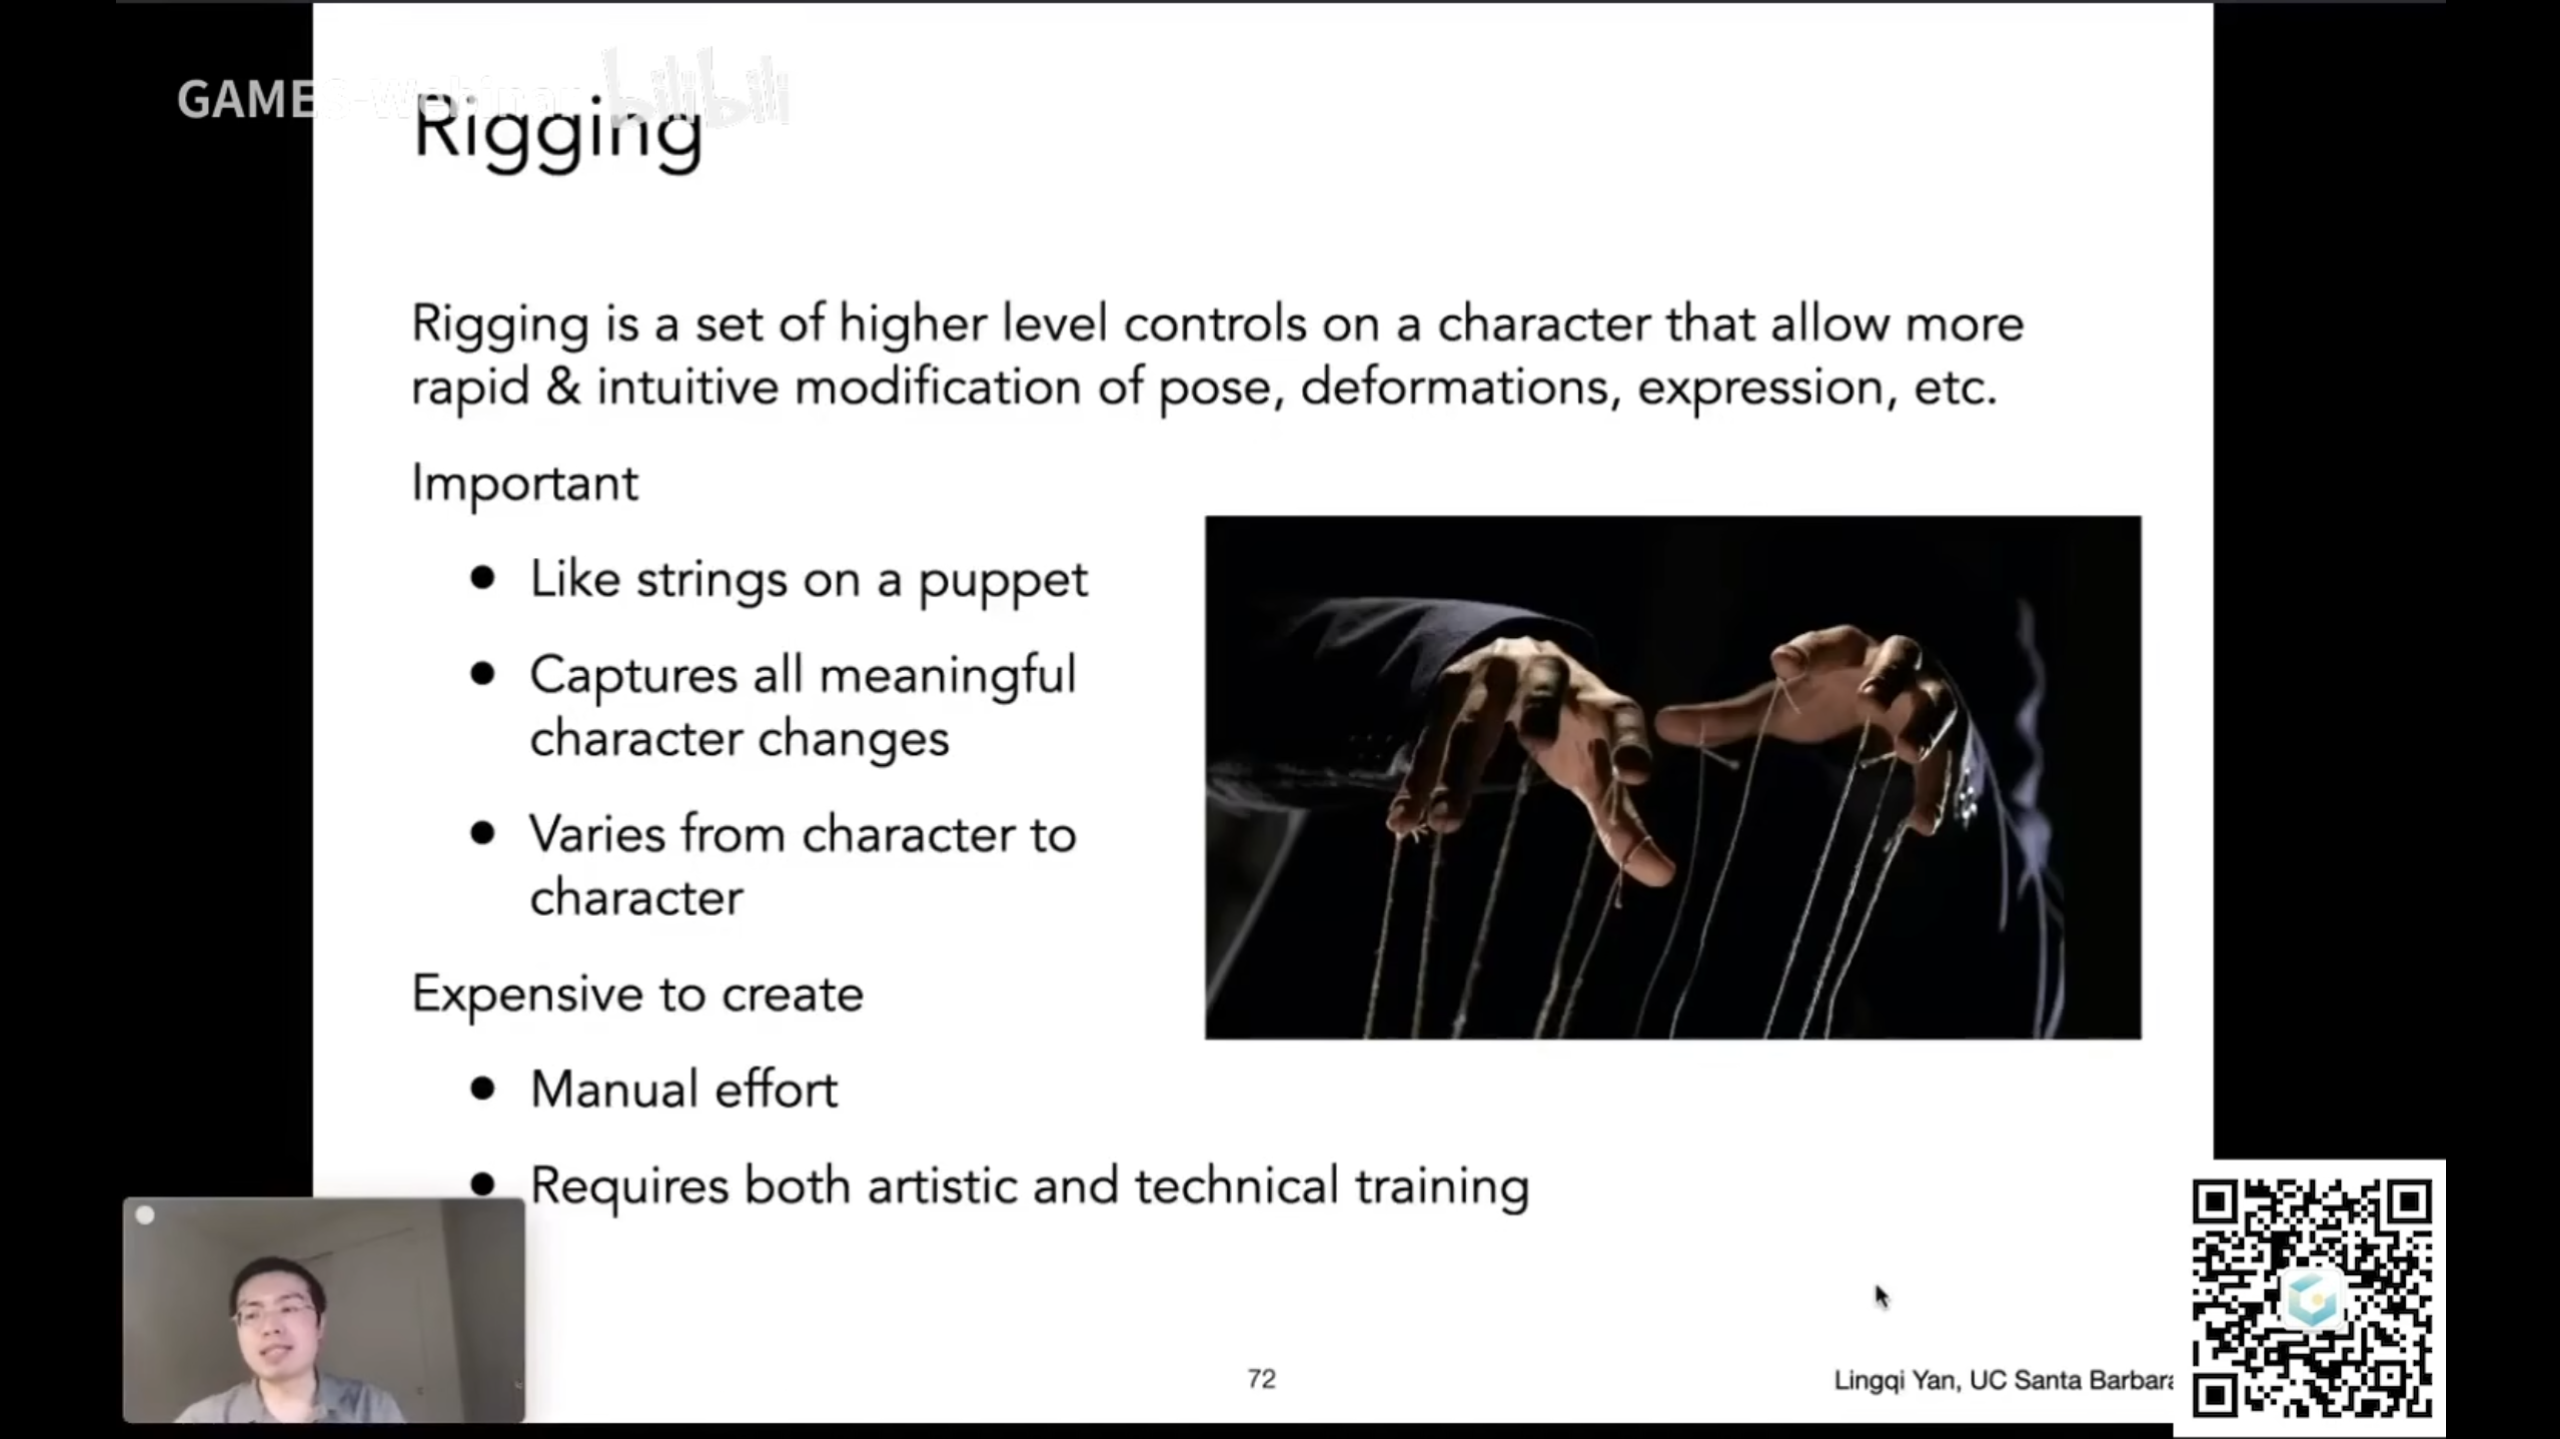 GAMES-Webinar bilibili
Rigging
Rigging is a set of higher level controls on a character that allow more
rapid & intuitive modification of pose, deformations, expression, etc.
Important
● Like strings on a puppet
● Captures all meaningful
character changes
● Varies from character to
character
Expensive to create
● Manual effort
● Requires both artistic and technical training
72
Lingqi Yan, UC Santa Barbara